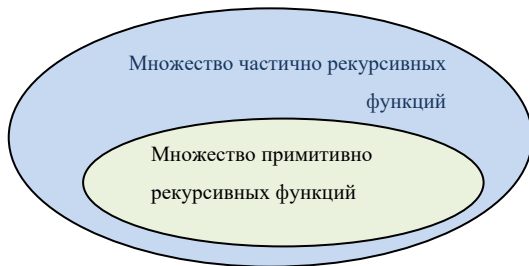 Множество частично рекурсивных
функций
Множество примитивно
рекурсивных функций